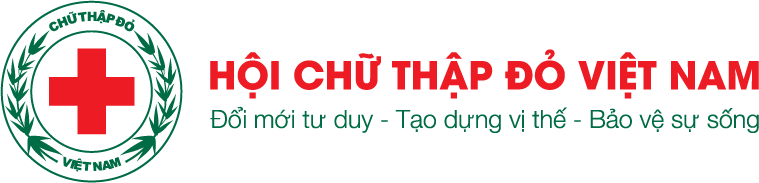 CHỮ THẬP ĐỎ
VIỆT NAM
HỘI CHỮ THẬP ĐỎ VIỆT NAM
Đổi mới tư duy - Tạo dựng vị thế - Bảo vệ sự sống